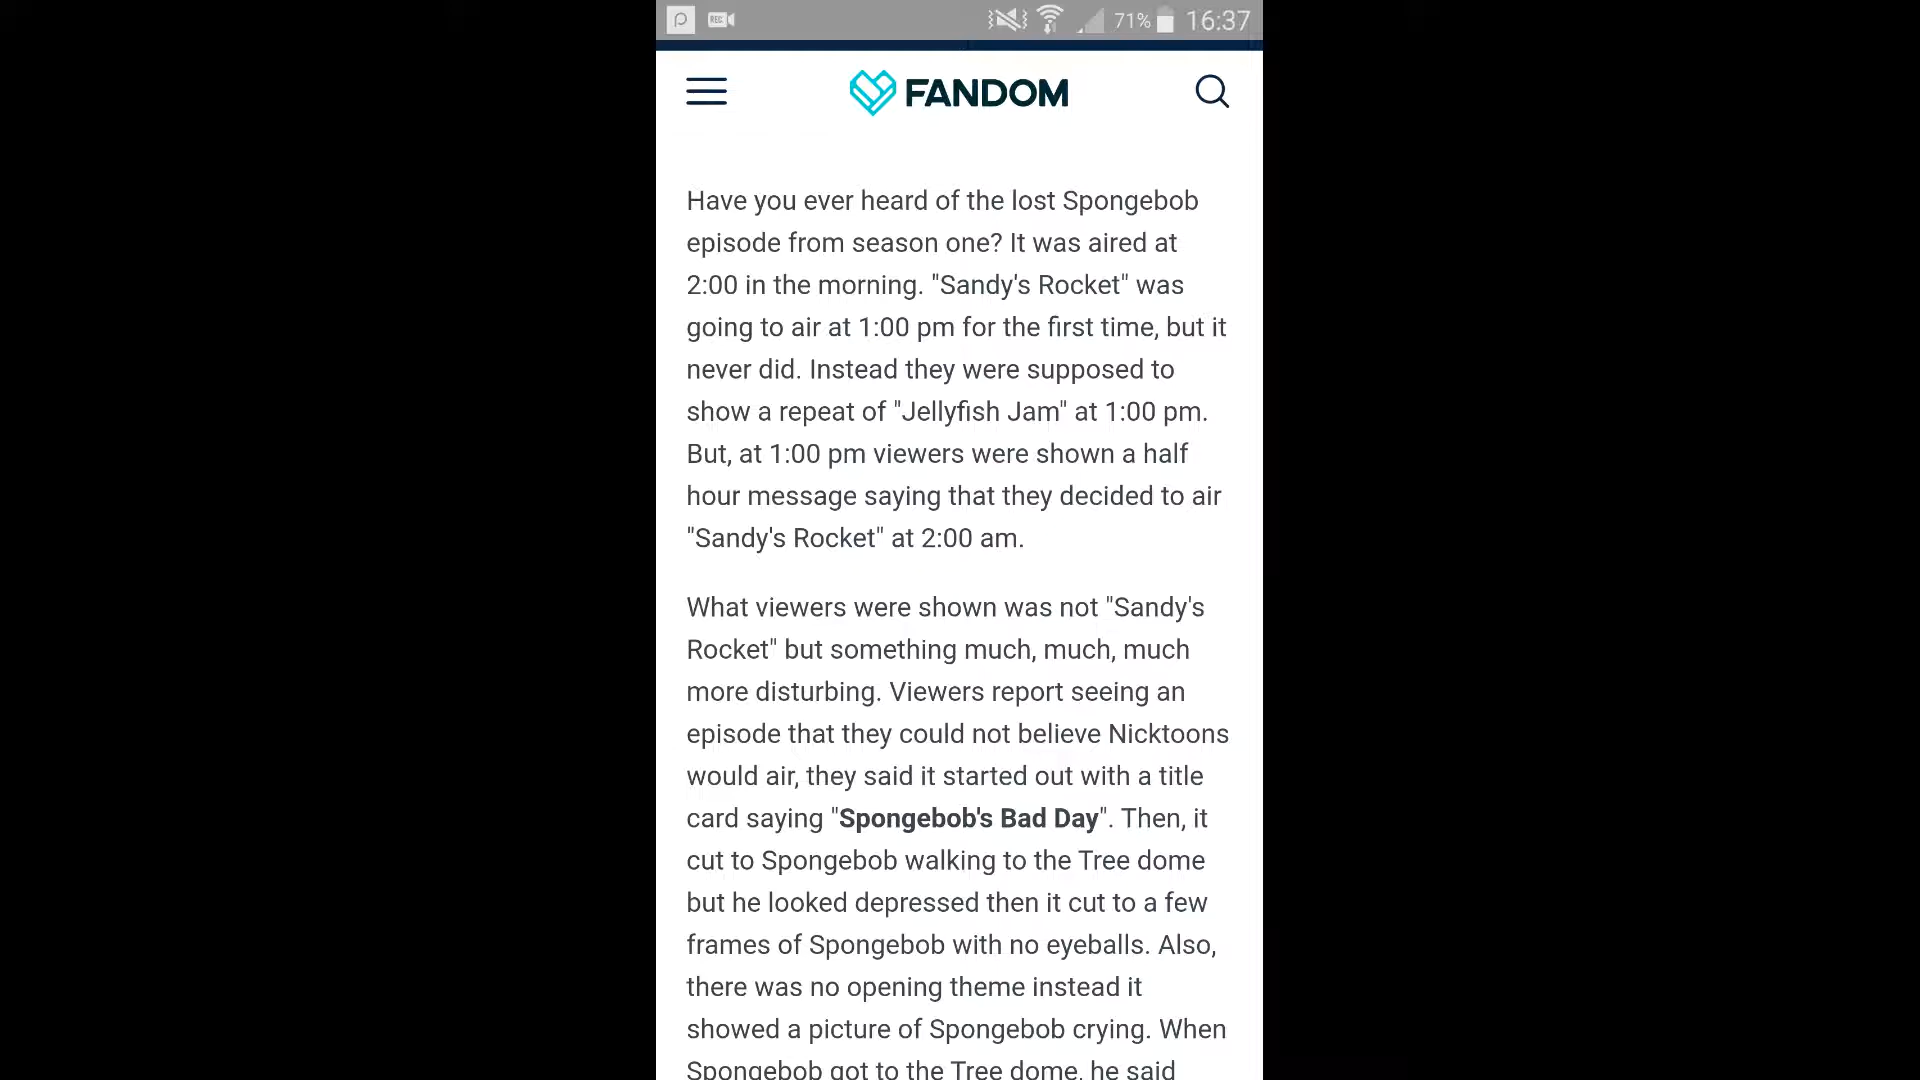 REC
71% 16:37
FANDOM
Have you ever heard of the lost Spongebob
episode from season one? It was aired at
2:00 in the morning. "Sandy's Rocket" was
going to air at 1:00 pm for the first time, but it
never did. Instead they were supposed to
show a repeat of "Jellyfish Jam" at 1:00 pm.
But, at 1:00 pm viewers were shown a half
hour message saying that they decided to air
"Sandy's Rocket" at 2:00 am.
What viewers were shown was not "Sandy's
Rocket" but something much, much, much
more disturbing. Viewers report seeing an
episode that they could not believe Nicktoons
would air, they said it started out with a title
card saying "Spongebob's Bad Day". Then, it
cut to Spongebob walking to the Tree dome
but he looked depressed then it cut to a few
frames of Spongebob with no eyeballs. Also,
there was no opening theme instead it
showed a picture of Spongebob crying. When
Spongebob got to the Tree dome, he said